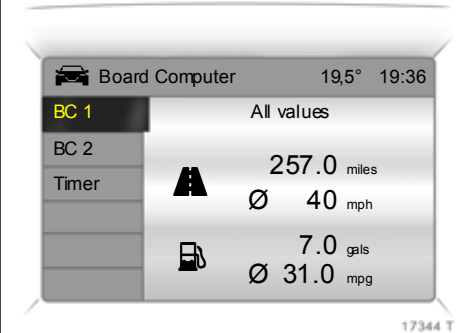 Board Computer 19,5° 19:36
BC 1
All values
BC 2
Timer
257.0 miles
Ø 40 mph
7.0 gals
Ø 31.0 mpg
17344 T